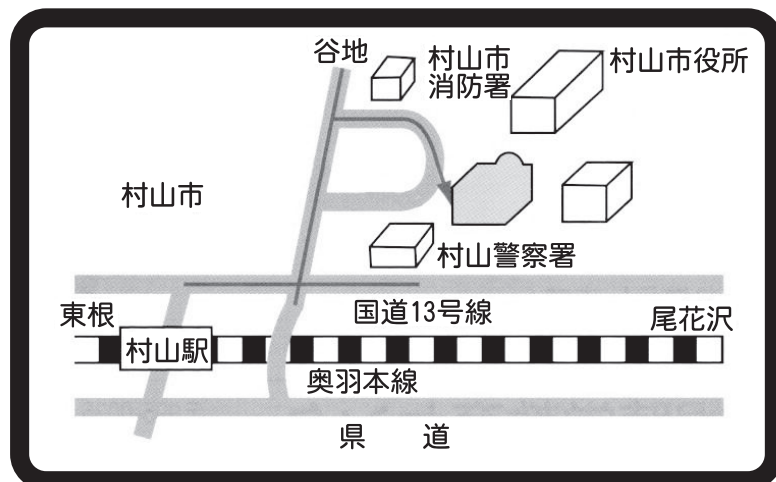 谷地
村山市
消防署
村山市役所
村山市
村山警察署
国道13号線
東根
尾花沢
村山駅
奥羽本線
県　道